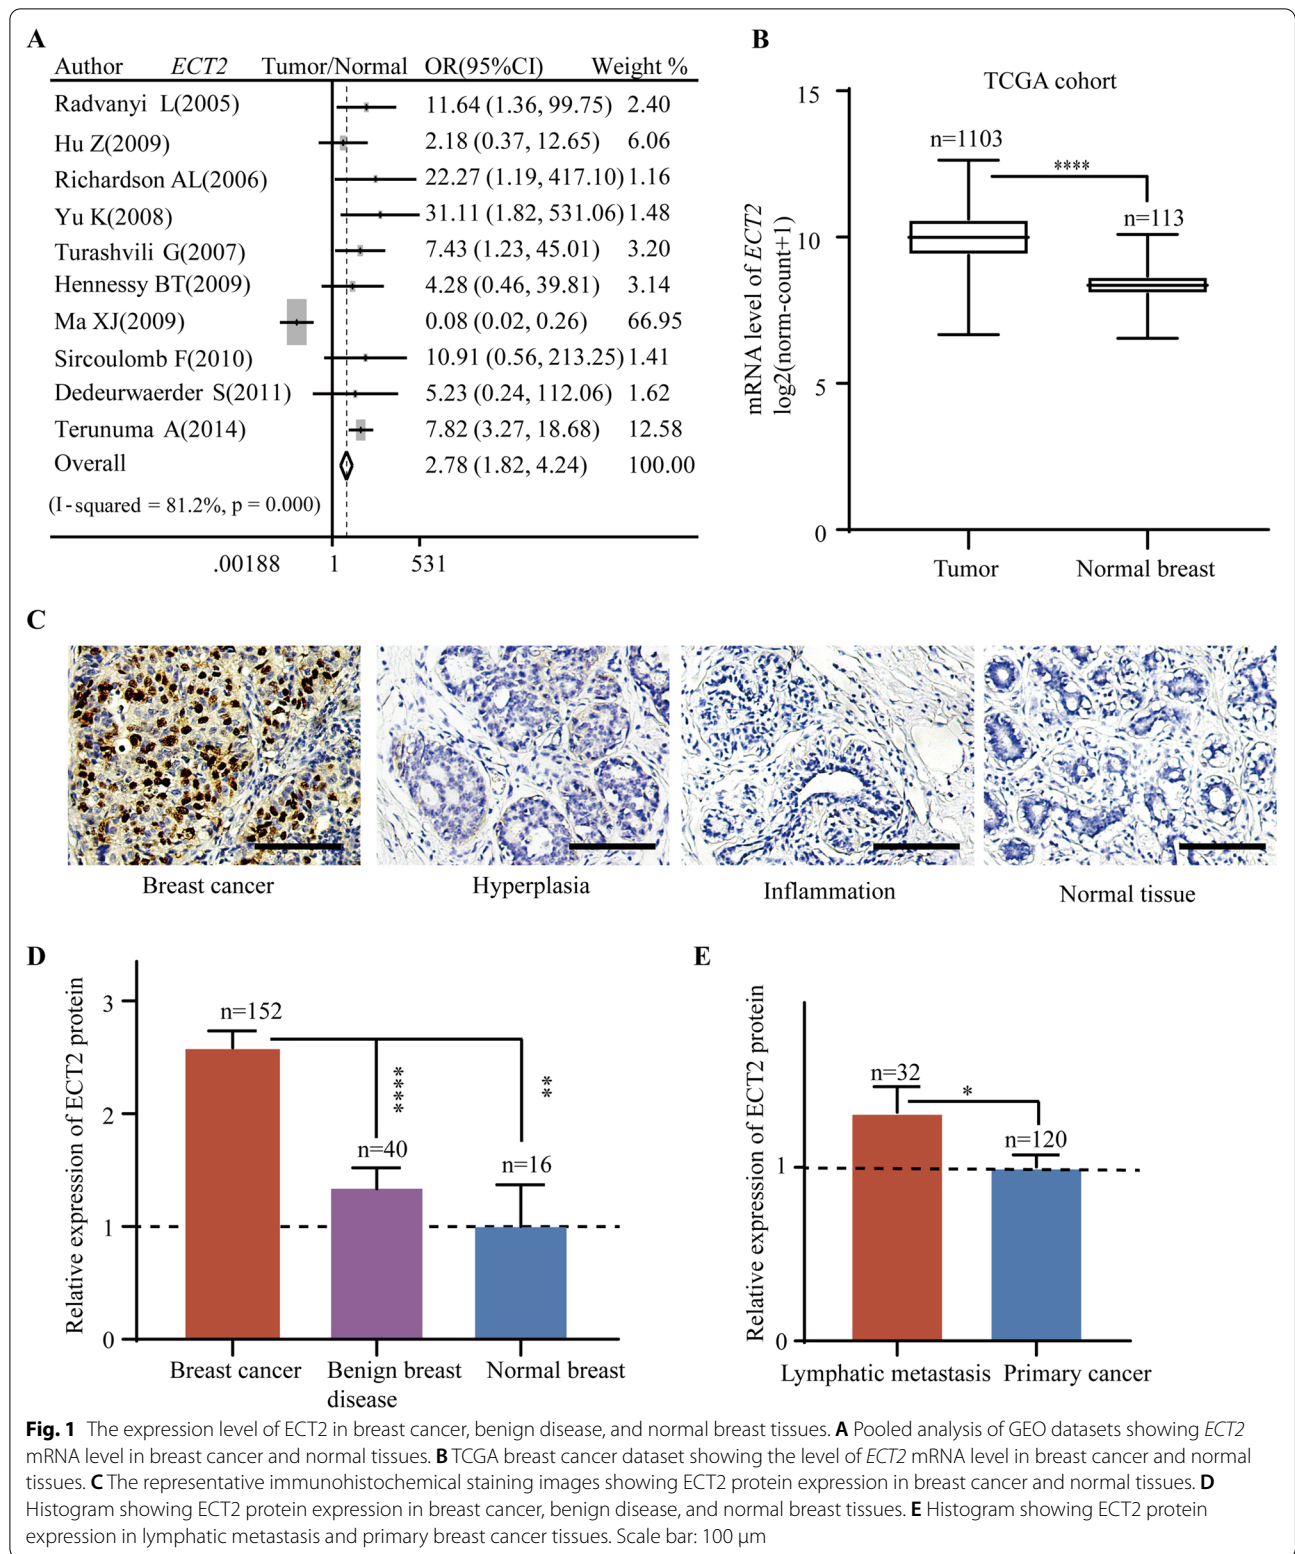 A
Author ECT2 Tumor/Normal OR(95%CI) Weight %
Radvanyi L(2005) 11.64 (1.36, 99.75) 2.40
Hu Z(2009) 2.18 (0.37, 12.65) 6.06
Richardson AL(2006) 22.27 (1.19, 417.10) 1.16
Yu K(2008) 31.11 (1.82, 531.06) 1.48
Turashvili G(2007) 7.43 (1.23, 45.01) 3.20
Hennessy BT(2009) 4.28 (0.46, 39.81) 3.14
Ma XJ(2009) 0.08 (0.02, 0.26) 66.95
Sircoulomb F(2010) 10.91 (0.56, 213.25) 1.41
Dedeurwaerder S(2011) 5.23 (0.24, 112.06) 1.62
Terunuma A(2014) 7.82 (3.27, 18.68) 12.58
Overall 2.78 (1.82, 4.24) 100.00
(I-squared = 81.2%, p = 0.000)
.00188 1 531
B
TCGA cohort
mRNA level of ECT2
log2(norm-count+1)
15
10
5
0
n=1103
****
n=113
Tumor Normal breast
C
Breast cancer Hyperplasia Inflammation Normal tissue
D
Relative expression of ECT2 protein
3
2
1
0
n=152
n=40
n=16
****
**
Breast cancer
Benign breast
disease
Normal breast
E
Relative expression of ECT2 protein
1
0
n=32
*
n=120
Lymphatic metastasis Primary cancer
Fig. 1 The expression level of ECT2 in breast cancer, benign disease, and normal breast tissues. A Pooled analysis of GEO datasets showing ECT2
mRNA level in breast cancer and normal tissues. B TCGA breast cancer dataset showing the level of ECT2 mRNA level in breast cancer and normal
tissues. C The representative immunohistochemical staining images showing ECT2 protein expression in breast cancer and normal tissues. D
Histogram showing ECT2 protein expression in breast cancer, benign disease, and normal breast tissues. E Histogram showing ECT2 protein
expression in lymphatic metastasis and primary breast cancer tissues. Scale bar: 100 μm